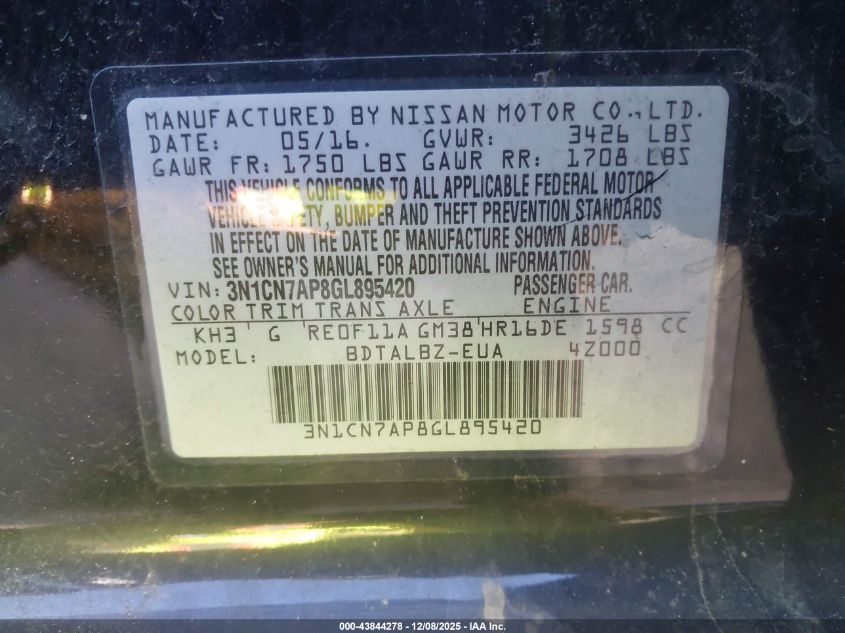 MANUFACTURED BY NISSAN MOTOR CO.,LTD.
DATE: 05/16. GVWR: 3426 LBS
GAWR FR: 1750 LBS GAWR RR: 1708 LBS
THIS VEHICLE CONFORMS TO ALL APPLICABLE FEDERAL MOTOR
VEHICLE SAFETY, BUMPER AND THEFT PREVENTION STANDARDS
IN EFFECT ON THE DATE OF MANUFACTURE SHOWN ABOVE.
SEE OWNER'S MANUAL FOR ADDITIONAL INFORMATION.
VIN: 3N1CN7AP8GL895420 PASSENGER CAR.
COLOR TRIM TRANS AXLE ENGINE
KH3 G RE0F11A GM38 HR16DE 1598 CC
MODEL: BDTALBZ-EUA 4Z000
3N1CN7AP8GL895420
000-43844278 - 12/08/2025 - IAA Inc.